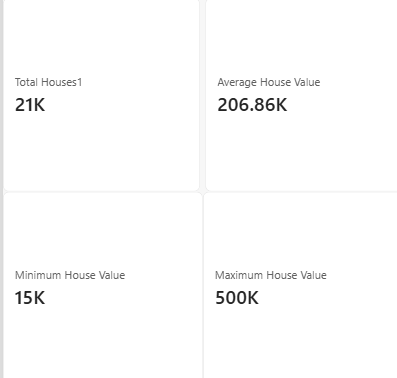 Total Houses1
21K
Average House Value
206.86K
Minimum House Value
15K
Maximum House Value
500K